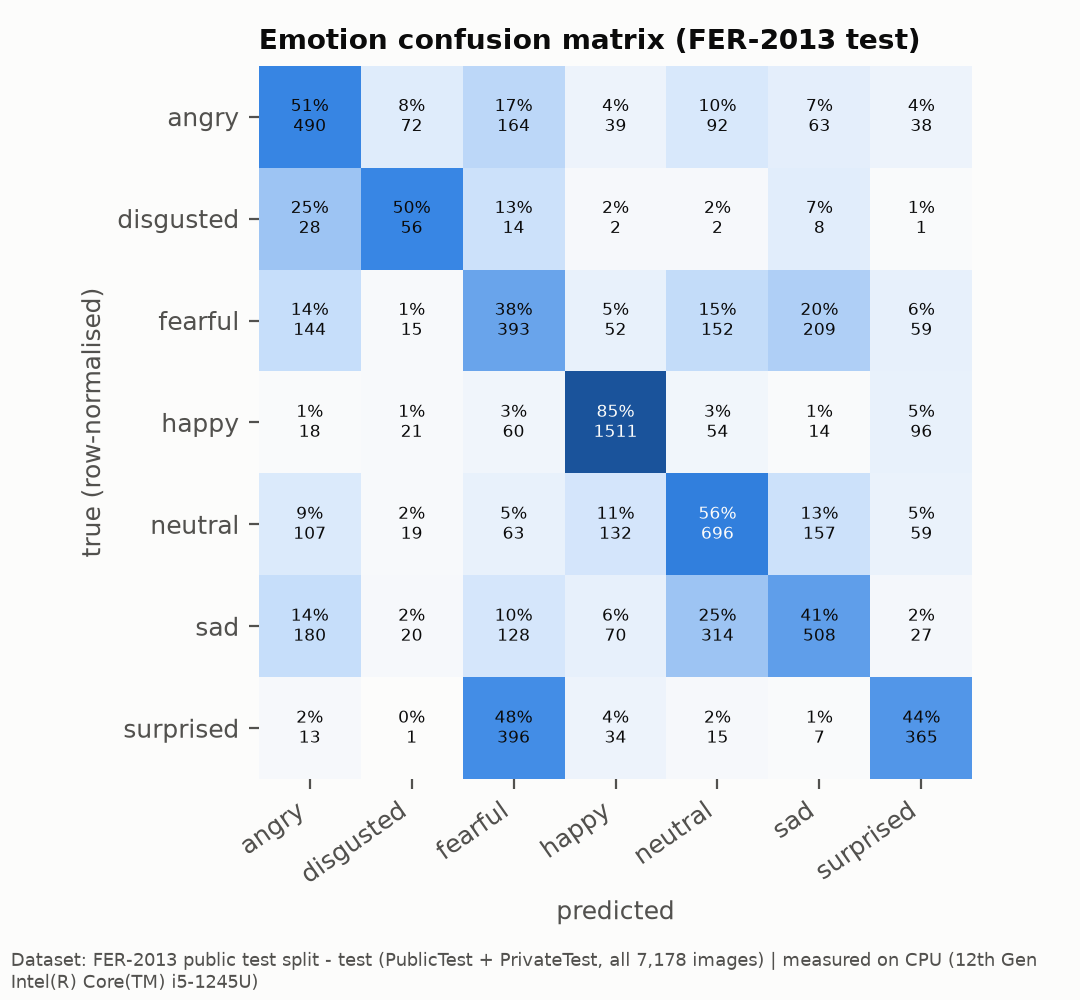 Emotion confusion matrix (FER-2013 test)
angry 51% 8% 17% 4% 10% 7% 4%
490 72 164 39 92 63 38
disgusted 25% 50% 13% 2% 2% 7% 1%
28 56 14 2 2 8 1
fearful 14% 1% 38% 5% 15% 20% 6%
144 15 393 52 152 209 59
happy 1% 1% 3% 85% 3% 1% 5%
18 21 60 1511 54 14 96
neutral 9% 2% 5% 11% 56% 13% 5%
107 19 63 132 696 157 59
sad 14% 2% 10% 6% 25% 41% 2%
180 20 128 70 314 508 27
surprised 2% 0% 48% 4% 2% 1% 44%
13 1 396 34 15 7 365
true (row-normalised)
angry disgusted fearful happy neutral sad surprised
predicted
Dataset: FER-2013 public test split - test (PublicTest + PrivateTest, all 7,178 images) | measured on CPU (12th Gen
Intel(R) Core(TM) i5-1245U)